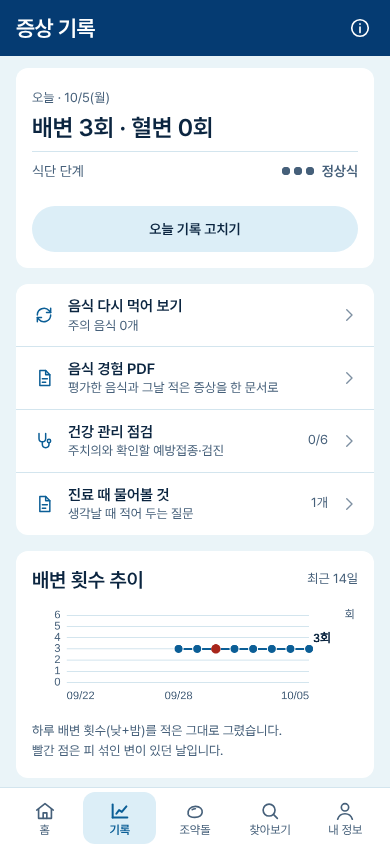 증상 기록
오늘 · 10/5(월)
배변 3회 · 혈변 0회
식단 단계
정상식
오늘 기록 고치기
음식 다시 먹어 보기
주의 음식 0개
음식 경험 PDF
평가한 음식과 그날 적은 증상을 한 문서로
건강 관리 점검
주치의와 확인할 예방접종·검진
0/6
진료 때 물어볼 것
생각날 때 적어 두는 질문
1개
배변 횟수 추이
최근 14일
회
6
5
4
3
2
1
0
3회
09/22
09/28
10/05
하루 배변 횟수(낮+밤)를 적은 그대로 그렸습니다.
빨간 점은 피 섞인 변이 있던 날입니다.
홈
기록
조약돌
찾아보기
내 정보